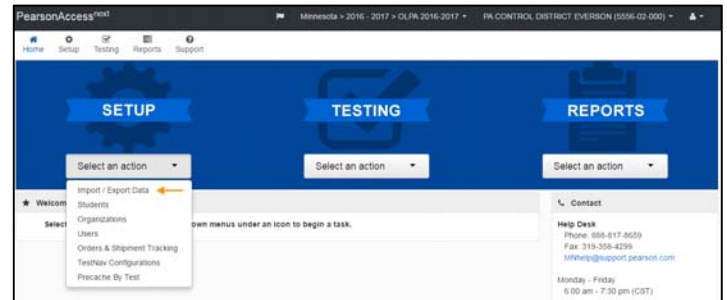 PearsonAccess next
Minnesota > 2016 - 2017 > OLPA 2016-2017
PA CONTROL DISTRICT EVERSON (5556-02-000)
Home Setup Testing Reports Support
SETUP
TESTING
REPORTS
Select an action
Select an action
Select an action
Import / Export Data
Students
Organizations
Users
Orders & Shipment Tracking
TestNav Configurations
Precache By Test
Welcom
Select
own menus under an icon to begin a task.
Contact
Help Desk
Phone: 888-817-8659
Fax: 319-358-4299
MNhelp@support.pearson.com
Monday - Friday
6:00 am - 7:30 pm (CST)